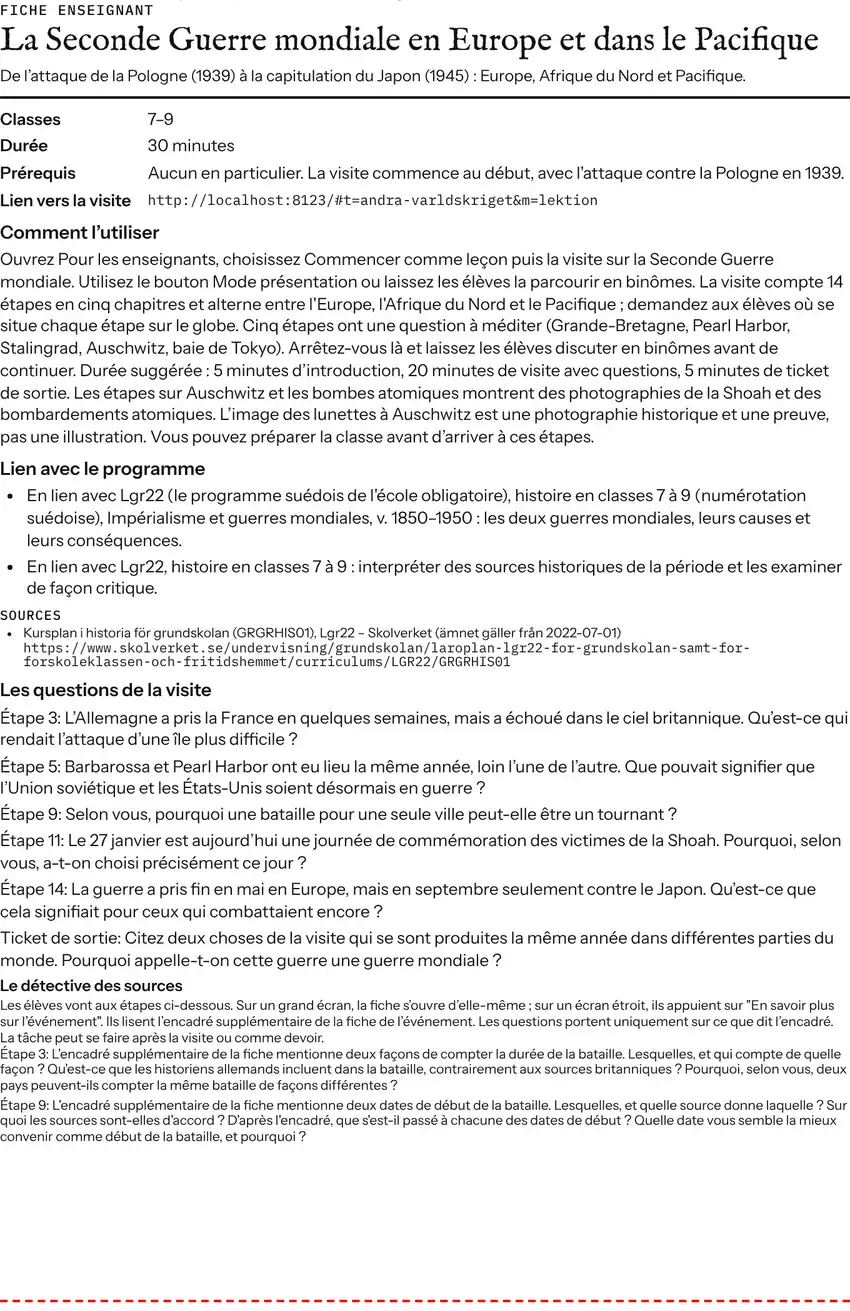 FICHE ENSEIGNANT
La Seconde Guerre mondiale en Europe et dans le Pacifique
De l’attaque de la Pologne (1939) à la capitulation du Japon (1945) : Europe, Afrique du Nord et Pacifique.
Classes 7–9
Durée 30 minutes
Prérequis Aucun en particulier. La visite commence au début, avec l’attaque contre la Pologne en 1939.
Lien vers la visite http://localhost:8123/#t=andra-varldskriget&m=lektion
Comment l’utiliser
Ouvrez Pour les enseignants, choisissez Commencer comme leçon puis la visite sur la Seconde Guerre
mondiale. Utilisez le bouton Mode présentation ou laissez les élèves la parcourir en binômes. La visite compte 14
étapes en cinq chapitres et alterne entre l’Europe, l’Afrique du Nord et le Pacifique ; demandez aux élèves où se
situe chaque étape sur le globe. Cinq étapes ont une question à méditer (Grande-Bretagne, Pearl Harbor,
Stalingrad, Auschwitz, baie de Tokyo). Arrêtez-vous là et laissez les élèves discuter en binômes avant de
continuer. Durée suggérée : 5 minutes d’introduction, 20 minutes de visite avec questions, 5 minutes de ticket
de sortie. Les étapes sur Auschwitz et les bombes atomiques montrent des photographies de la Shoah et des
bombardements atomiques. L’image des lunettes à Auschwitz est une photographie historique et une preuve,
pas une illustration. Vous pouvez préparer la classe avant d’arriver à ces étapes.
Lien avec le programme
• En lien avec Lgr22 (le programme suédois de l’école obligatoire), histoire en classes 7 à 9 (numérotation
suédoise), Impérialisme et guerres mondiales, v. 1850–1950 : les deux guerres mondiales, leurs causes et
leurs conséquences.
• En lien avec Lgr22, histoire en classes 7 à 9 : interpréter des sources historiques de la période et les examiner
de façon critique.
SOURCES
• Kursplan i historia för grundskolan (GRGRHIS01), Lgr22 – Skolverket (ämnet gäller från 2022-07-01)
https://www.skolverket.se/undervisning/grundskolan/laroplan-lgr22-for-grundskolan-samt-for-
forskoleklassen-och-fritidshemmet/curriculums/LGR22/GRGRHIS01
Les questions de la visite
Étape 3: L’Allemagne a pris la France en quelques semaines, mais a échoué dans le ciel britannique. Qu’est-ce qui
rendait l’attaque d’une île plus difficile ?
Étape 5: Barbarossa et Pearl Harbor ont eu lieu la même année, loin l’une de l’autre. Que pouvait signifier que
l’Union soviétique et les États-Unis soient désormais en guerre ?
Étape 9: Selon vous, pourquoi une bataille pour une seule ville peut-elle être un tournant ?
Étape 11: Le 27 janvier est aujourd’hui une journée de commémoration des victimes de la Shoah. Pourquoi, selon
vous, a-t-on choisi précisément ce jour ?
Étape 14: La guerre a pris fin en mai en Europe, mais en septembre seulement contre le Japon. Qu’est-ce que
cela signifiait pour ceux qui combattaient encore ?
Ticket de sortie: Citez deux choses de la visite qui se sont produites la même année dans différentes parties du
monde. Pourquoi appelle-t-on cette guerre une guerre mondiale ?
Le détective des sources
Les élèves vont aux étapes ci-dessous. Sur un grand écran, la fiche s’ouvre d’elle-même ; sur un écran étroit, ils appuient sur "En savoir plus
sur l’événement". Ils lisent l’encadré supplémentaire de la fiche de l’événement. Les questions portent uniquement sur ce que dit l’encadré.
La tâche peut se faire après la visite ou comme devoir.
Étape 3: L’encadré supplémentaire de la fiche mentionne deux façons de compter la durée de la bataille. Lesquelles, et qui compte de quelle
façon ? Qu’est-ce que les historiens allemands incluent dans la bataille, contrairement aux sources britanniques ? Pourquoi, selon vous, deux
pays peuvent-ils compter la même bataille de façons différentes ?
Étape 9: L’encadré supplémentaire de la fiche mentionne deux dates de début de la bataille. Lesquelles, et quelle source donne laquelle ? Sur
quoi les sources sont-elles d’accord ? D’après l’encadré, que s’est-il passé à chacune des dates de début ? Quelle date vous semble la mieux
convenir comme début de la bataille, et pourquoi ?